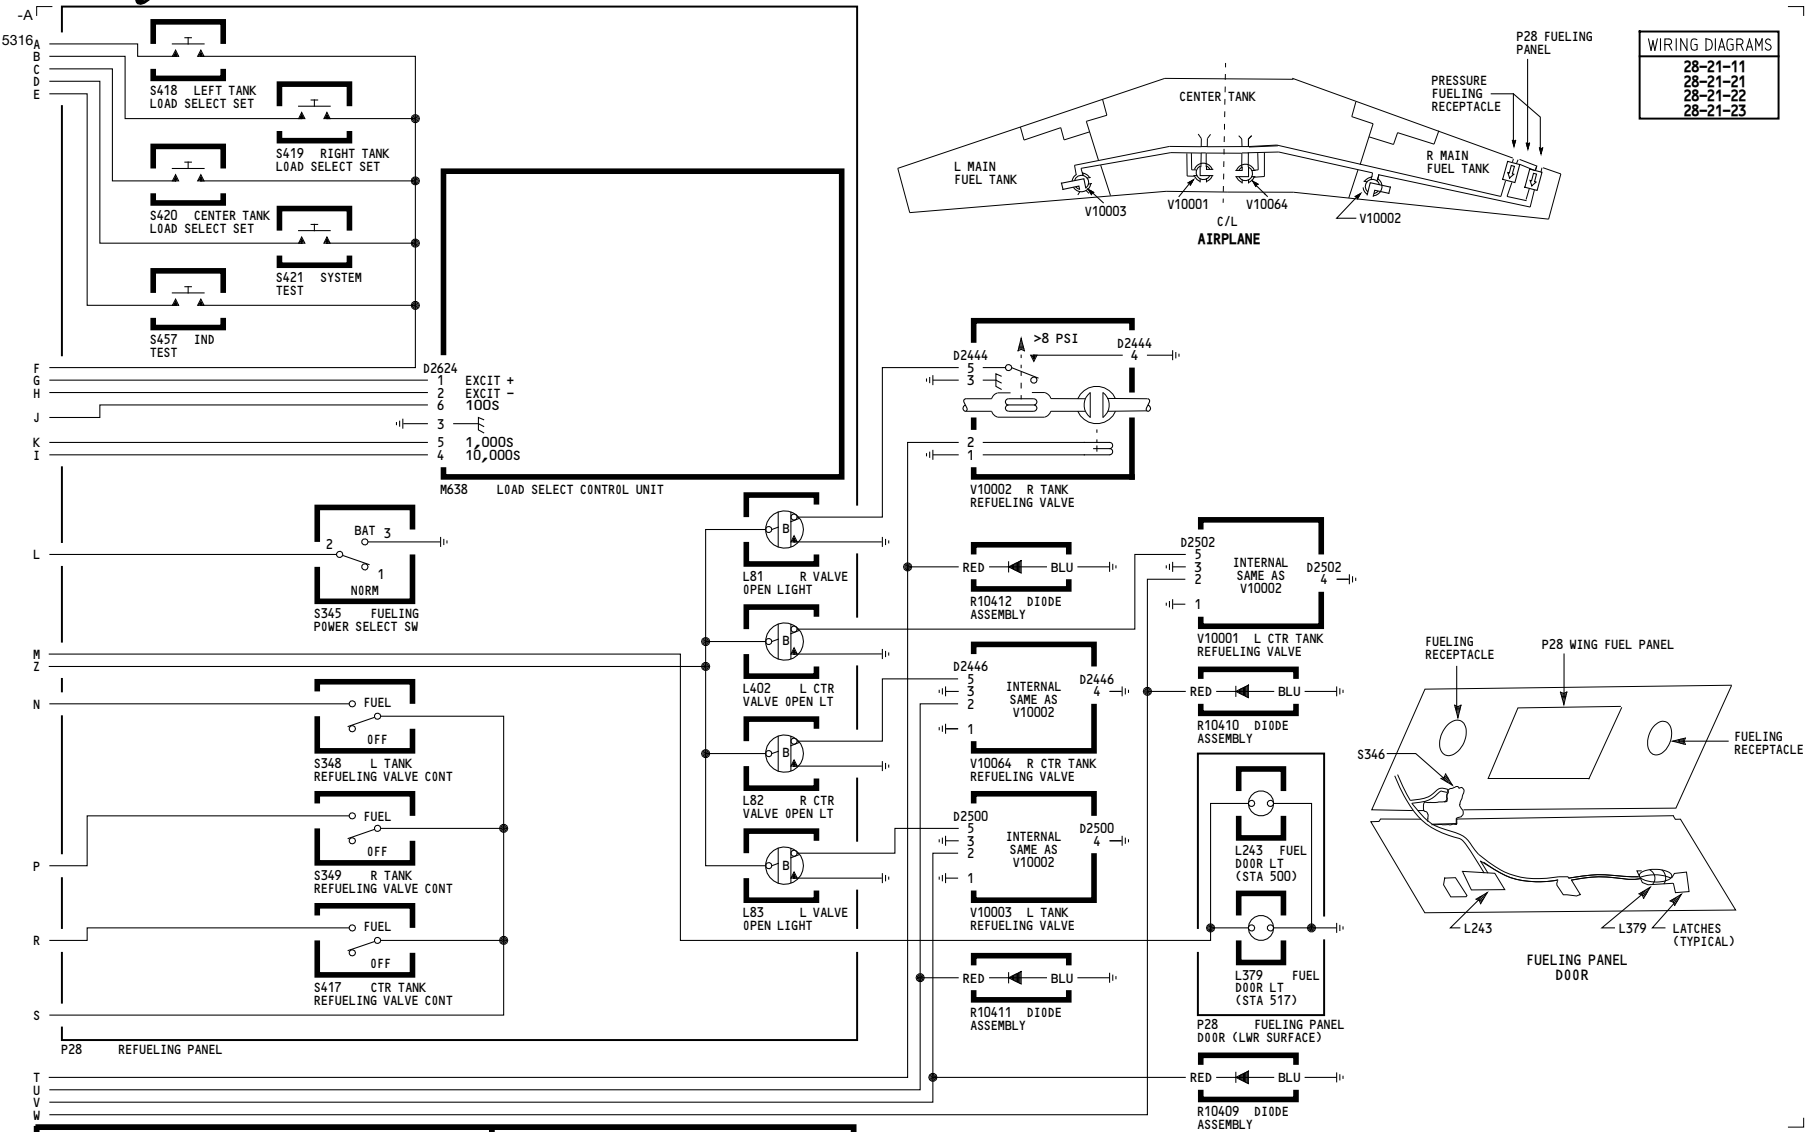 -A
5316
A
B
C
D
E
S418 LEFT TANK
LOAD SELECT SET
S419 RIGHT TANK
LOAD SELECT SET
S420 CENTER TANK
LOAD SELECT SET
S421 SYSTEM
TEST
S457 IND
TEST
F
G
H
J
K
I
D2624
1 EXCIT +
2 EXCIT -
6 100S
3
5 1,000S
4 10,000S
M638 LOAD SELECT CONTROL UNIT
L
BAT 3
2
1
NORM
S345 FUELING
POWER SELECT SW
M
Z
N
FUEL
OFF
S348 L TANK
REFUELING VALVE CONT
P
FUEL
OFF
S349 R TANK
REFUELING VALVE CONT
R
FUEL
OFF
S417 CTR TANK
REFUELING VALVE CONT
S
P28 REFUELING PANEL
T
U
V
W
B
L81 R VALVE
OPEN LIGHT
B
L402 L CTR
VALVE OPEN LT
B
L82 R CTR
VALVE OPEN LT
B
L83 L VALVE
OPEN LIGHT
CENTER TANK
L MAIN
FUEL TANK
R MAIN
FUEL TANK
V10003
V10001
V10064
V10002
C/L
AIRPLANE
PRESSURE
FUELING
RECEPTACLE
P28 FUELING
PANEL
WIRING DIAGRAMS
28-21-11
28-21-21
28-21-22
28-21-23
>8 PSI
D2444
5
3
D2444
4
2
1
V10002 R TANK
REFUELING VALVE
RED BLU
R10412 DIODE
ASSEMBLY
D2446
5
3
2
1
INTERNAL
SAME AS
V10002
D2446
4
V10064 R CTR TANK
REFUELING VALVE
D2500
5
3
2
1
INTERNAL
SAME AS
V10002
D2500
4
V10003 L TANK
REFUELING VALVE
RED BLU
R10411 DIODE
ASSEMBLY
D2502
5
3
2
1
INTERNAL
SAME AS
V10002
D2502
4
V10001 L CTR TANK
REFUELING VALVE
RED BLU
R10410 DIODE
ASSEMBLY
L243 FUEL
DOOR LT
(STA 500)
L379 FUEL
DOOR LT
(STA 517)
P28 FUELING PANEL
DOOR (LWR SURFACE)
RED BLU
R10409 DIODE
ASSEMBLY
FUELING
RECEPTACLE
P28 WING FUEL PANEL
S346
FUELING
RECEPTACLE
L243
L379
LATCHES
(TYPICAL)
FUELING PANEL
DOOR